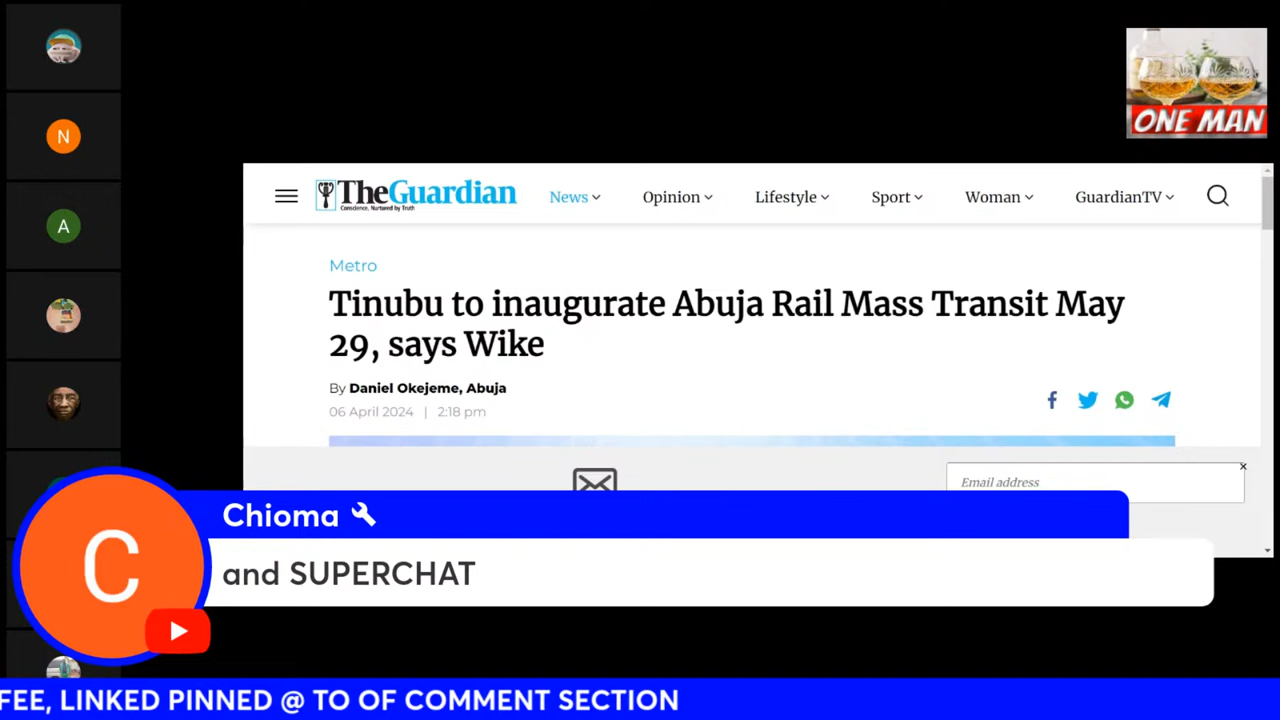 ONE MAN
TheGuardian
Conscience, Nurtured by Truth
News Opinion Lifestyle Sport Woman GuardianTV
Metro
Tinubu to inaugurate Abuja Rail Mass Transit May
29, says Wike
By Daniel Okejeme, Abuja
06 April 2024 | 2:18 pm
N
A
Email address
C
Chioma
and SUPERCHAT
FEE, LINKED PINNED @ TO OF COMMENT SECTION